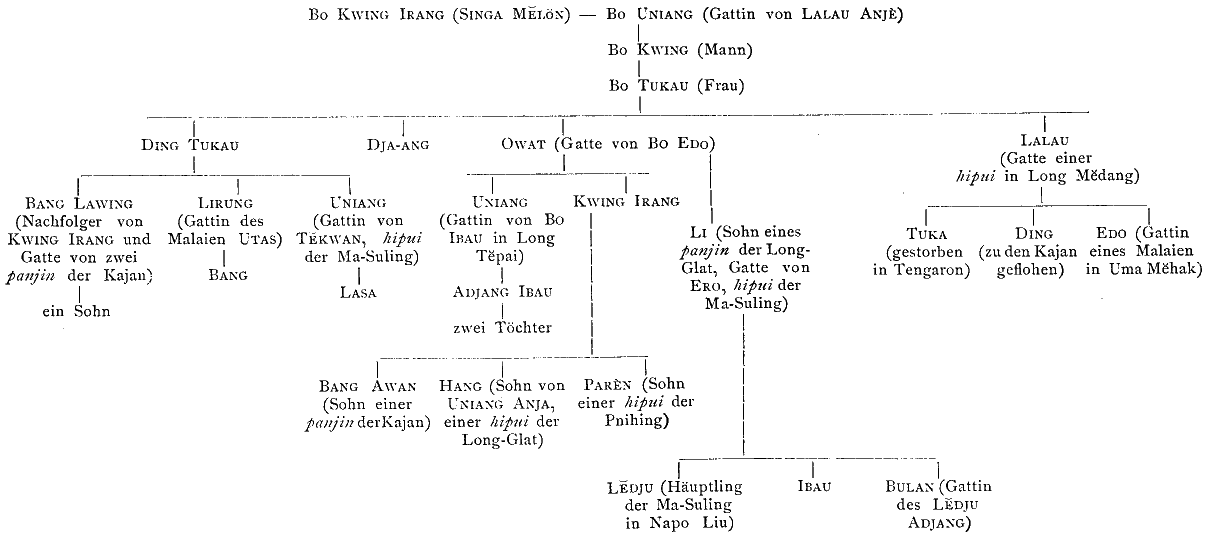 Bo Kwing Irang (Singa Mĕlön) — Bo Uniang (Gattin von Lalau Anjè)
Bo Kwing (Mann)
Bo Tukau (Frau)
Ding Tukau
Dja-ang
Owat (Gatte von Bo Edo)
Lalau
(Gatte einer
hipui in Long Mĕdang)
Bang Lawing
(Nachfolger von
Kwing Irang und
Gatte von zwei
panjin der Kajan)
ein Sohn
Lirung
(Gattin des
Malaien Utas)
Bang
Uniang
(Gattin von
Tĕkwan, hipui
der Ma-Suling)
Lasa
Uniang
(Gattin von Bo
Ibau in Long
Tĕpai)
Adjang Ibau
zwei Töchter
Kwing Irang
Li (Sohn eines
panjin der Long-
Glat, Gatte von
Ero, hipui der
Ma-Suling)
Tuka
(gestorben
in Tengaron)
Ding
(zu den Kajan
geflohen)
Edo (Gattin
eines Malaien
in Uma Mĕhak)
Bang Awan
(Sohn einer
panjin der Kajan)
Hang (Sohn von
Uniang Anja,
einer hipui der
Long-Glat)
Parèn (Sohn
einer hipui der
Pnihing)
Lĕdju (Häuptling
der Ma-Suling
in Napo Liu)
Ibau
Bulan (Gattin
des Lĕdju
Adjang)